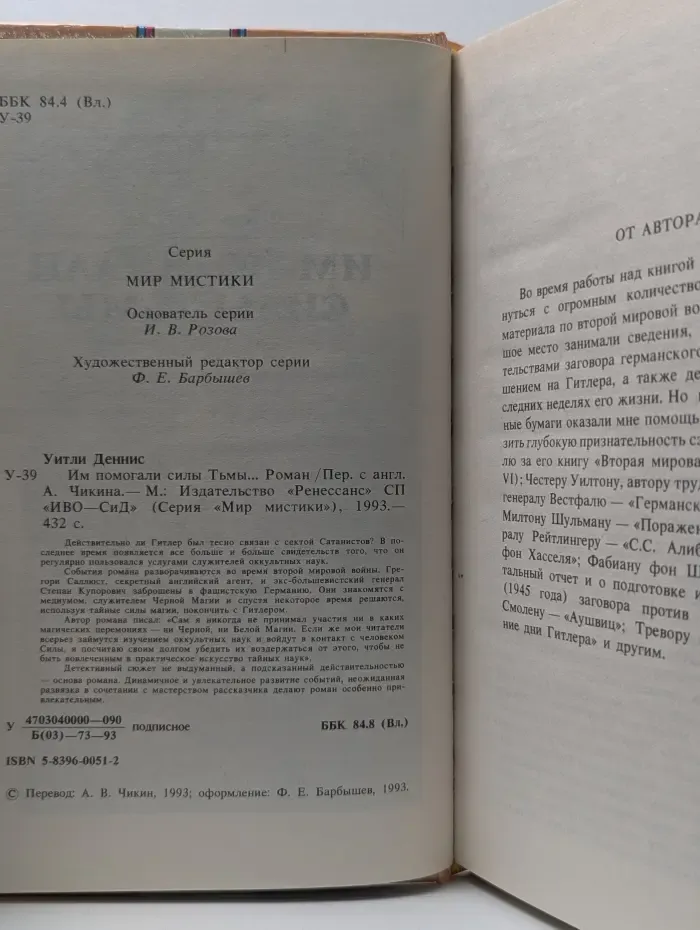 ББК 84.4 (Вл.)
У-39
Серия
МИР МИСТИКИ
Основатель серии
И. В. Розова
Художественный редактор серии
Ф. Е. Барбышев
Уитли Деннис
У-39 Им помогали силы Тьмы... Роман /Пер. с англ.
А. Чикина.— М.: Издательство «Ренессанс» СП
«ИВО—СиД» (Серия «Мир мистики»), 1993.—
432 с.
Действительно ли Гитлер был тесно связан с сектой Сатанистов? В по-
следнее время появляется все больше и больше свидетельств того, что он
регулярно пользовался услугами служителей оккультных наук.
События романа разворачиваются во время второй мировой войны. Гре-
гори Саллюст, секретный английский агент, и экс-большевистский генерал
Степан Купорович заброшены в фашистскую Германию. Они знакомятся с
медиумом, служителем Черной Магии и спустя некоторое время решаются,
используя тайные силы магии, покончить с Гитлером.
Автор романа писал: «Сам я никогда не принимал участия ни в каких
магических церемониях — ни Черной, ни Белой Магии. Если же мои читатели
всерьез займутся изучением оккультных наук и войдут в контакт с человеком
Силы, я посчитаю своим долгом убедить их воздержаться от этого, чтобы не
быть вовлеченным в практическое искусство тайных наук».
Детективный сюжет не выдуманный, а подсказанный действительностью
— основа романа. Динамичное и увлекательное развитие событий, неожиданная
развязка в сочетании с мастерством рассказчика делают роман особенно при-
влекательным.
У 4703040000—090 подписное ББК 84.8 (Вл.)
Б(03)—73—93
ISBN 5-8396-0051-2
© Перевод: А. В. Чикин, 1993; оформление: Ф. Е. Барбышев, 1993.
ОТ АВТОРА
Во время работы над книгой
нуться с огромным количество
материала по второй мировой во
шое место занимали сведения,
тельствами заговора германского
шением на Гитлера, а также де
следних неделях его жизни. Но
ные бумаги оказали мне помощь
зить глубокую признательность
лю за его книгу «Вторая мирова
VI); Честеру Уилтону, автору тру
генералу Вестфалю — «Германск
Милтону Шульману — «Поражен
ралу Рейтлингеру — «С.С. Алиб
фон Хасселя»; Фабиану фон Ш
тальный отчет и о подготовке и
(1945 года) заговора против
Смолену — «Аушвиц»; Тревору
ние дни Гитлера» и другим.